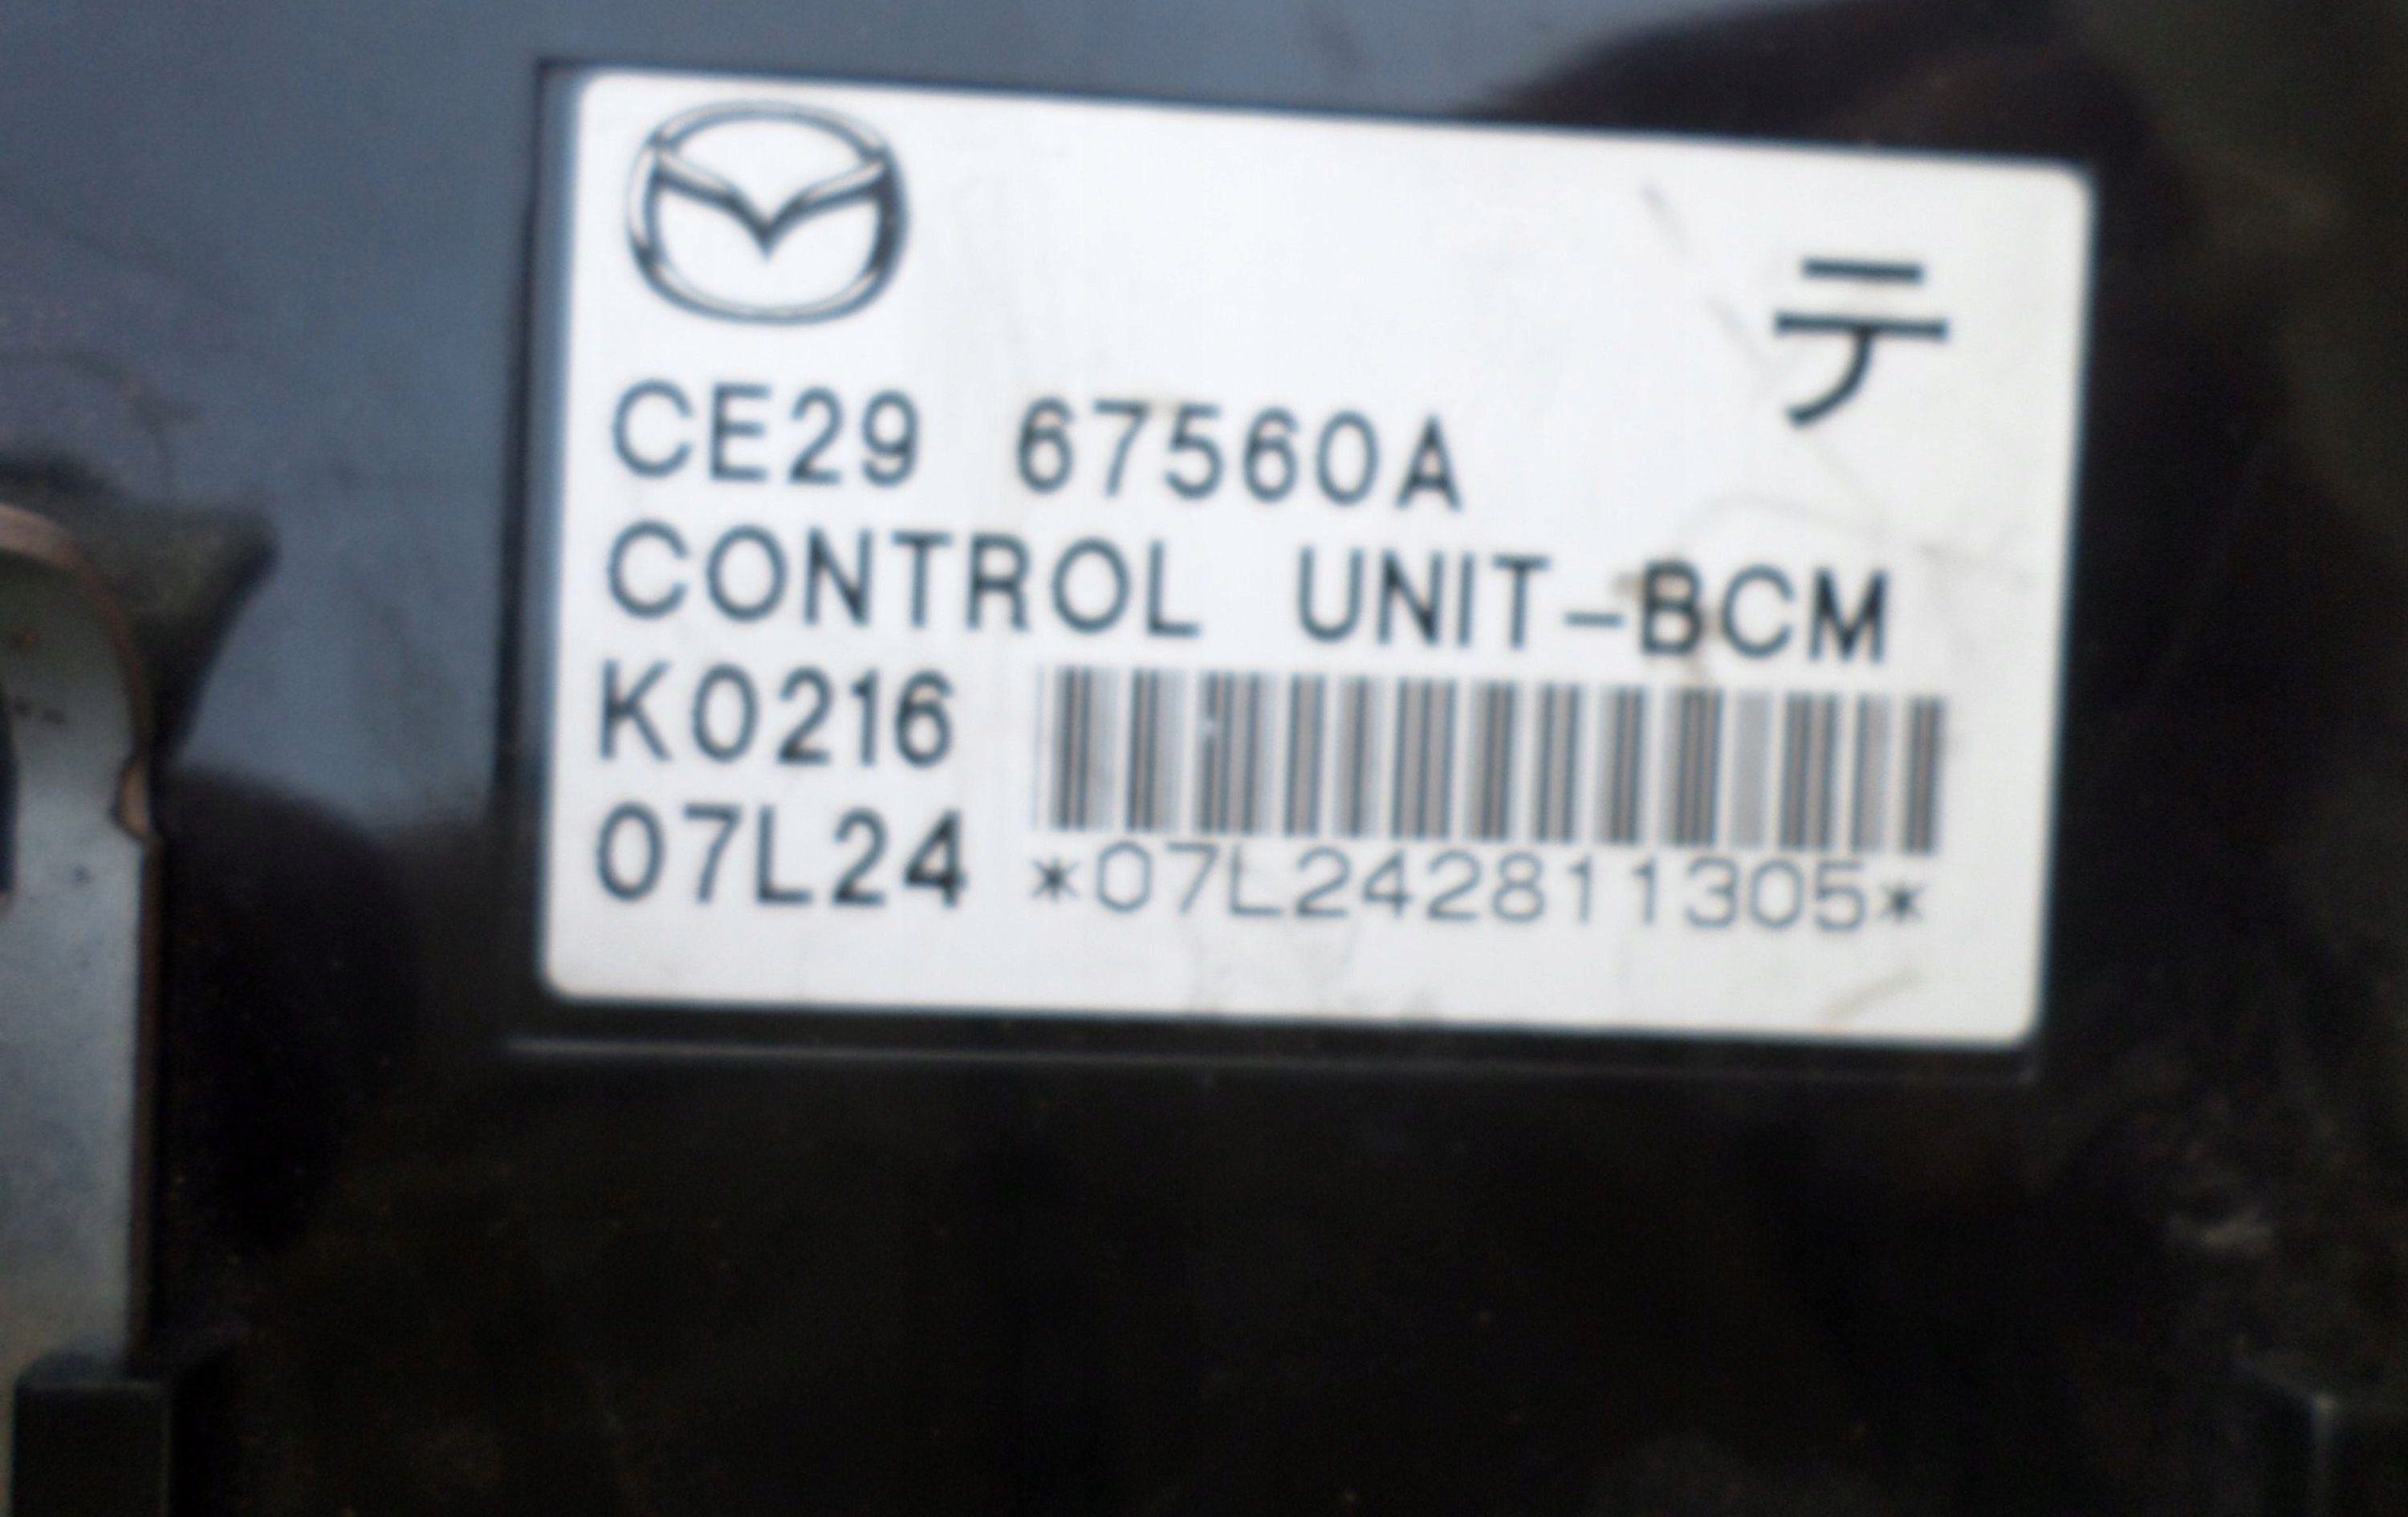 テ
CE29 67560A
CONTROL UNIT-BCM
K0216
07L24 *07L242811305*